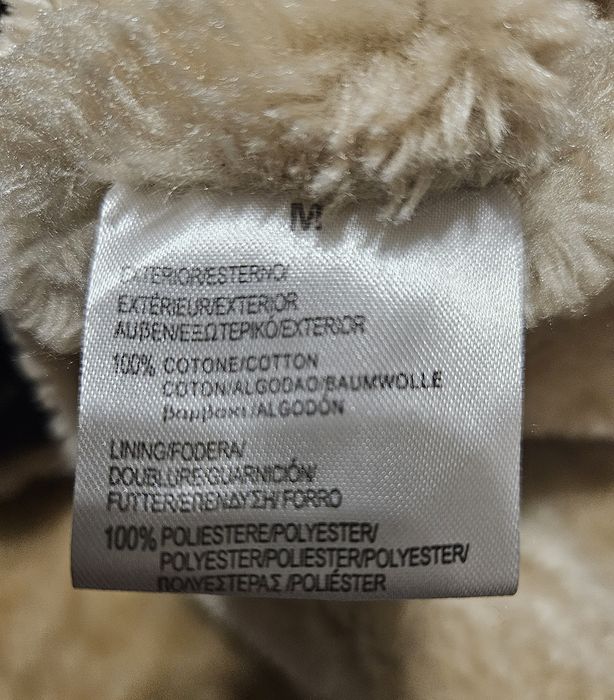 M
EXTERIOR/ESTERNO/
EXTÉRIEUR/EXTERIOR
AUßEN/ΕΞΩΤΕΡΙΚΟ/EXTERIOR
100% COTONE/COTTON
COTON/ALGODAO/BAUMWOLLE
βαμβακι/ALGODÓN
LINING/FODERA/
DOUBLURE/GUARNICIÓN/
FUTTER/ΕΠΕΝΔΥΣΗ/FORRO
100% POLIESTERE/POLYESTER/
POLYESTER/POLIESTER/POLYESTER/
ΠΟΛΥΕΣΤΕΡΑΣ /POLIÉSTER